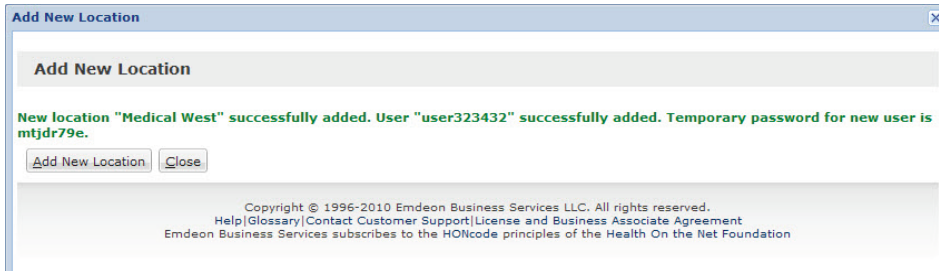 Add New Location
Add New Location
New location "Medical West" successfully added. User "user323432" successfully added. Temporary password for new user is
mtjdr79e.
Add New Location Close
Copyright © 1996-2010 Emdeon Business Services LLC. All rights reserved.
Help|Glossary|Contact Customer Support|License and Business Associate Agreement
Emdeon Business Services subscribes to the HONcode principles of the Health On the Net Foundation